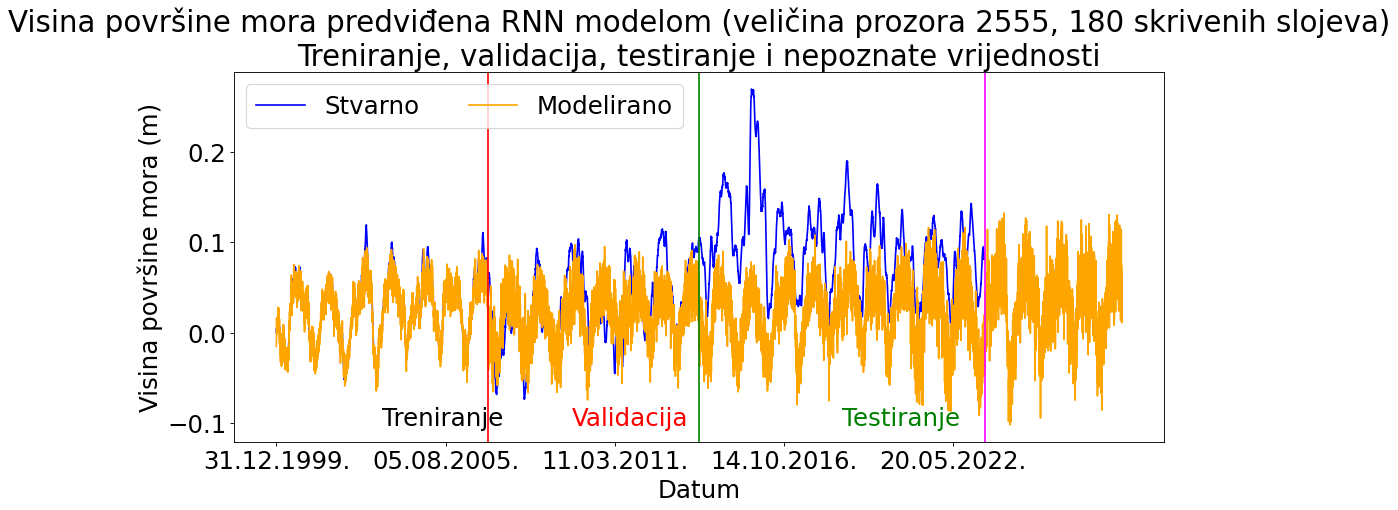 Visina površine mora predviđena RNN modelom (veličina prozora 2555, 180 skrivenih slojeva)
Treniranje, validacija, testiranje i nepoznate vrijednosti
Stvarno Modelirano
Visina površine mora (m)
0.2
0.1
0.0
−0.1
Treniranje Validacija Testiranje
31.12.1999. 05.08.2005. 11.03.2011. 14.10.2016. 20.05.2022.
Datum